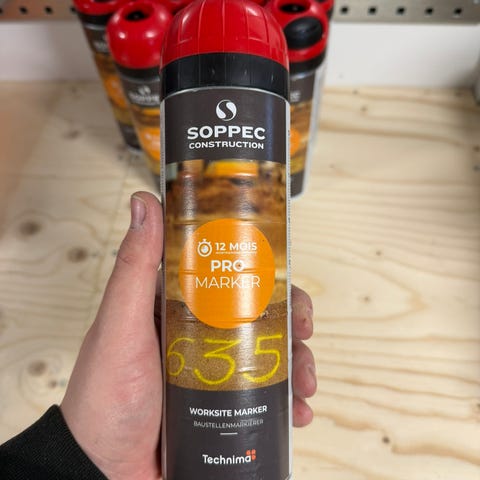 SOPPEC
CONSTRUCTION
12 MOIS
PRO
MARKER
635
WORKSITE MARKER
BAUSTELLENMARKIERER
Technima